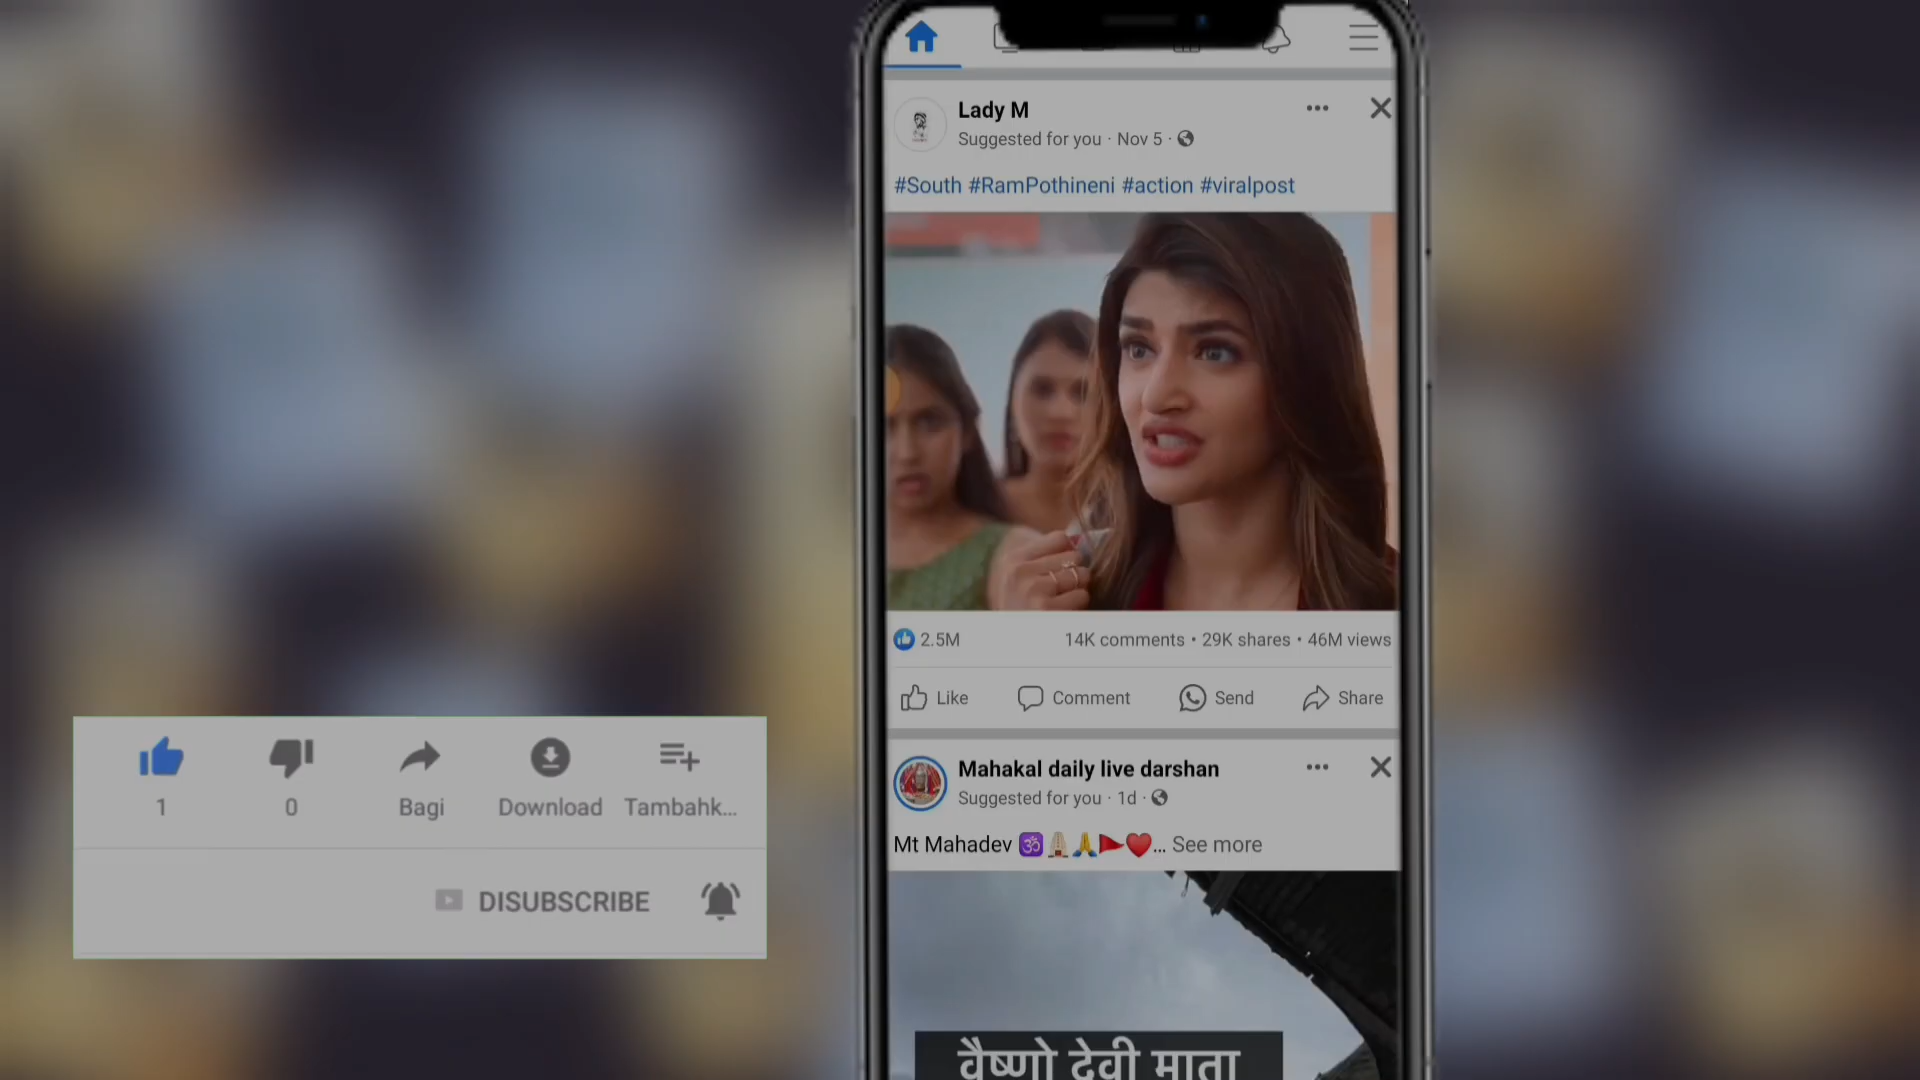 Lady M
Suggested for you · Nov 5 ·
#South #RamPothineni #action #viralpost
2.5M
14K comments • 29K shares • 46M views
Like
Comment
Send
Share
Mahakal daily live darshan
Suggested for you · 1d ·
Mt Mahadev 🕉️🙏🏻🙏🚩❤️... See more
वैष्णो देवी माता
1
0
Bagi
Download
Tambahk...
DISUBSCRIBE